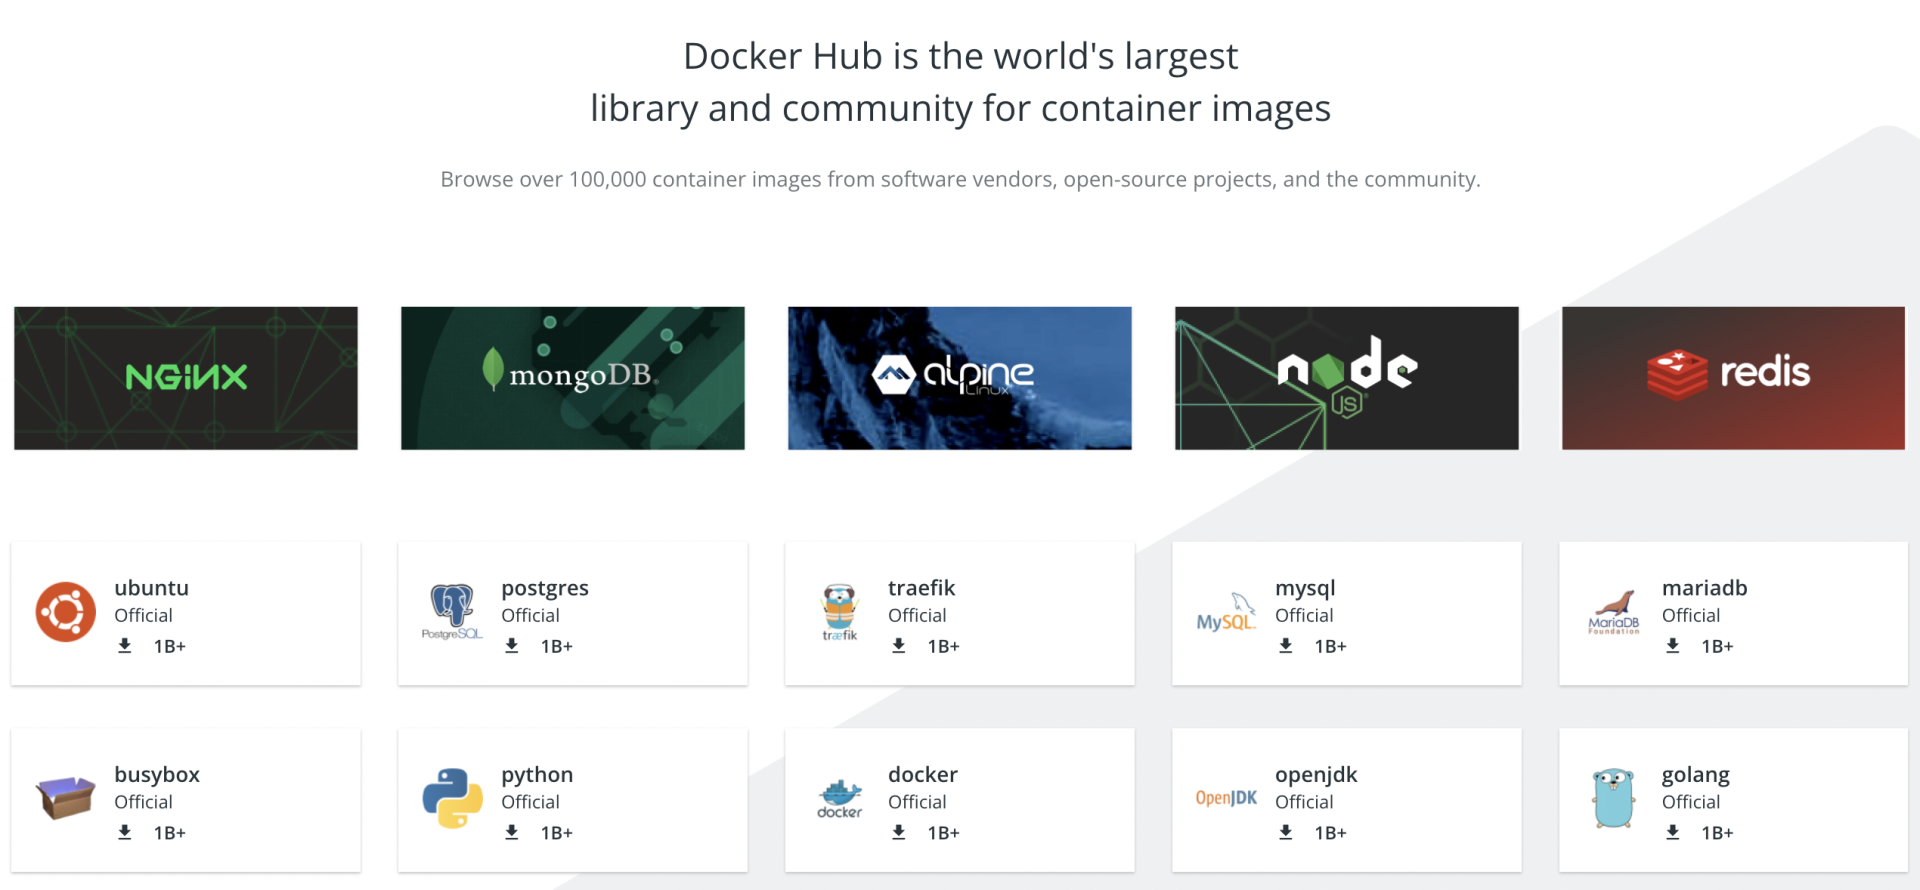 Docker Hub is the world's largest
library and community for container images
Browse over 100,000 container images from software vendors, open-source projects, and the community.
NGINX
mongoDB®
alpine
Linux
node
JS
redis
ubuntu
Official
1B+
PostgreSQL
postgres
Official
1B+
træfik
traefik
Official
1B+
MySQL
mysql
Official
1B+
MariaDB
Foundation
mariadb
Official
1B+
busybox
Official
1B+
python
Official
1B+
docker
docker
Official
1B+
OpenJDK
openjdk
Official
1B+
golang
Official
1B+